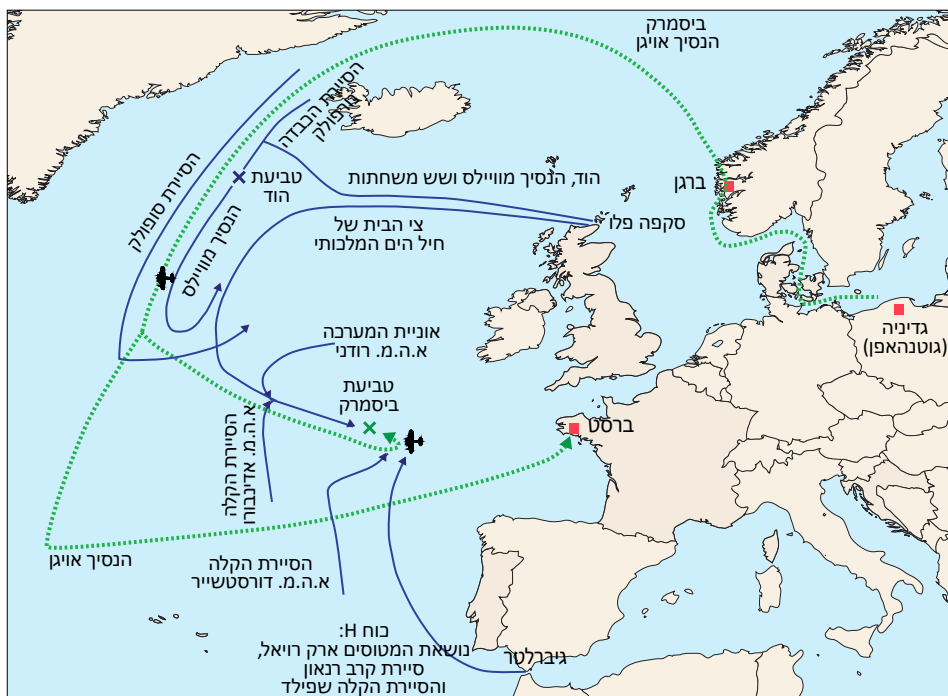 ביסמרק
הנסיך אויגן
הסיירת הכבדה
נורפולק
הסיירת סופולק
טביעת
הוד
הוד, הנסיך מוויילס ושש משחתות
ברגן
סקפה פלו
הנסיך מוויילס
צי הבית של
חיל הים המלכותי
גדיניה
(גוטנהאפן)
אוניית המערכה
א.ה.מ. רודני
טביעת
ביסמרק
ברסט
הסיירת הקלה
א.ה.מ. אדינבורו
הנסיך אויגן
הסיירת הקלה
א.ה.מ. דורסטשייר
כוח H:
נושאת המטוסים ארק רויאל,
סיירת קרב רנאון
והסיירת הקלה שפילד
גיברלטר